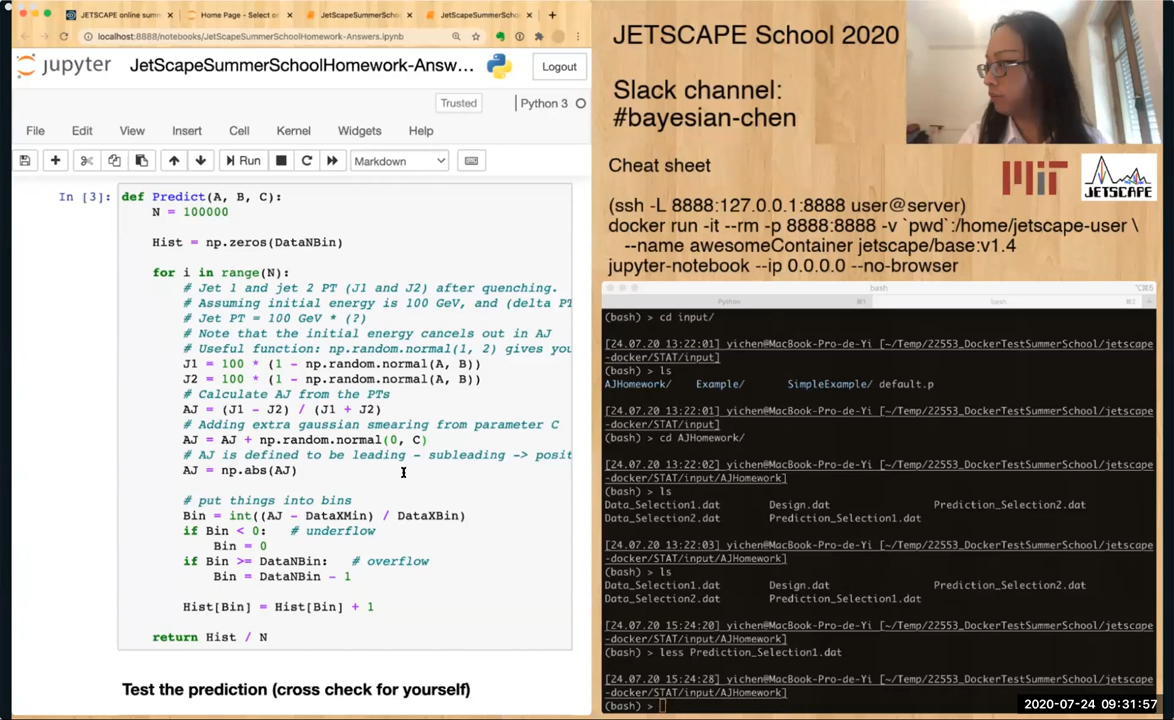 JETSCAPE online sum
Home Page - Select or
JetScapeSummerSchool
JetScapeSummerSchool
localhost:8888/notebooks/JetScapeSummerSchoolHomework-Answers.ipynb
jupyter JetScapeSummerSchoolHomework-Answ... Logout
Trusted Python 3
File Edit View Insert Cell Kernel Widgets Help
Run Markdown
In [3]: def Predict(A, B, C):
N = 100000
Hist = np.zeros(DataNBin)
for i in range(N):
# Jet 1 and jet 2 PT (J1 and J2) after quenching.
# Assuming initial energy is 100 GeV, and (delta PT
# Jet PT = 100 GeV * (?)
# Note that the initial energy cancels out in AJ
# Useful function: np.random.normal(1, 2) gives you
J1 = 100 * (1 - np.random.normal(A, B))
J2 = 100 * (1 - np.random.normal(A, B))
# Calculate AJ from the PTs
AJ = (J1 - J2) / (J1 + J2)
# Adding extra gaussian smearing from parameter C
AJ = AJ + np.random.normal(0, C)
# AJ is defined to be leading - subleading -> posit
AJ = np.abs(AJ)
# put things into bins
Bin = int((AJ - DataXMin) / DataXBin)
if Bin < 0: # underflow
Bin = 0
if Bin >= DataNBin: # overflow
Bin = DataNBin - 1
Hist[Bin] = Hist[Bin] + 1
return Hist / N
Test the prediction (cross check for yourself)
JETSCAPE School 2020
Slack channel:
#bayesian-chen
Cheat sheet
MIT
JETSCAPE
(ssh -L 8888:127.0.0.1:8888 user@server)
docker run -it --rm -p 8888:8888 -v `pwd`:/home/jetscape-user \
--name awesomeContainer jetscape/base:v1.4
jupyter-notebook --ip 0.0.0.0 --no-browser
bash
Python bash
(bash) > cd input/
[24.07.20 13:22:01] yichen@MacBook-Pro-de-Yi [~/Temp/22553_DockerTestSummerSchool/jetscape
-docker/STAT/input]
(bash) > ls
AJHomework/ Example/ SimpleExample/ default.p
[24.07.20 13:22:01] yichen@MacBook-Pro-de-Yi [~/Temp/22553_DockerTestSummerSchool/jetscape
-docker/STAT/input]
(bash) > cd AJHomework/
[24.07.20 13:22:02] yichen@MacBook-Pro-de-Yi [~/Temp/22553_DockerTestSummerSchool/jetscape
-docker/STAT/input/AJHomework]
(bash) > ls
Data_Selection1.dat Design.dat Prediction_Selection2.dat
Data_Selection2.dat Prediction_Selection1.dat
[24.07.20 13:22:03] yichen@MacBook-Pro-de-Yi [~/Temp/22553_DockerTestSummerSchool/jetscape
-docker/STAT/input/AJHomework]
(bash) > ls
Data_Selection1.dat Design.dat Prediction_Selection2.dat
Data_Selection2.dat Prediction_Selection1.dat
[24.07.20 15:24:20] yichen@MacBook-Pro-de-Yi [~/Temp/22553_DockerTestSummerSchool/jetscape
-docker/STAT/input/AJHomework]
(bash) > less Prediction_Selection1.dat
[24.07.20 15:24:28] yichen@MacBook-Pro-de-Yi [~/Temp/22553_DockerTestSummerSchool/jetscape
-docker/STAT/input/AJHomework]
(bash) >
2020-07-24 09:31:57